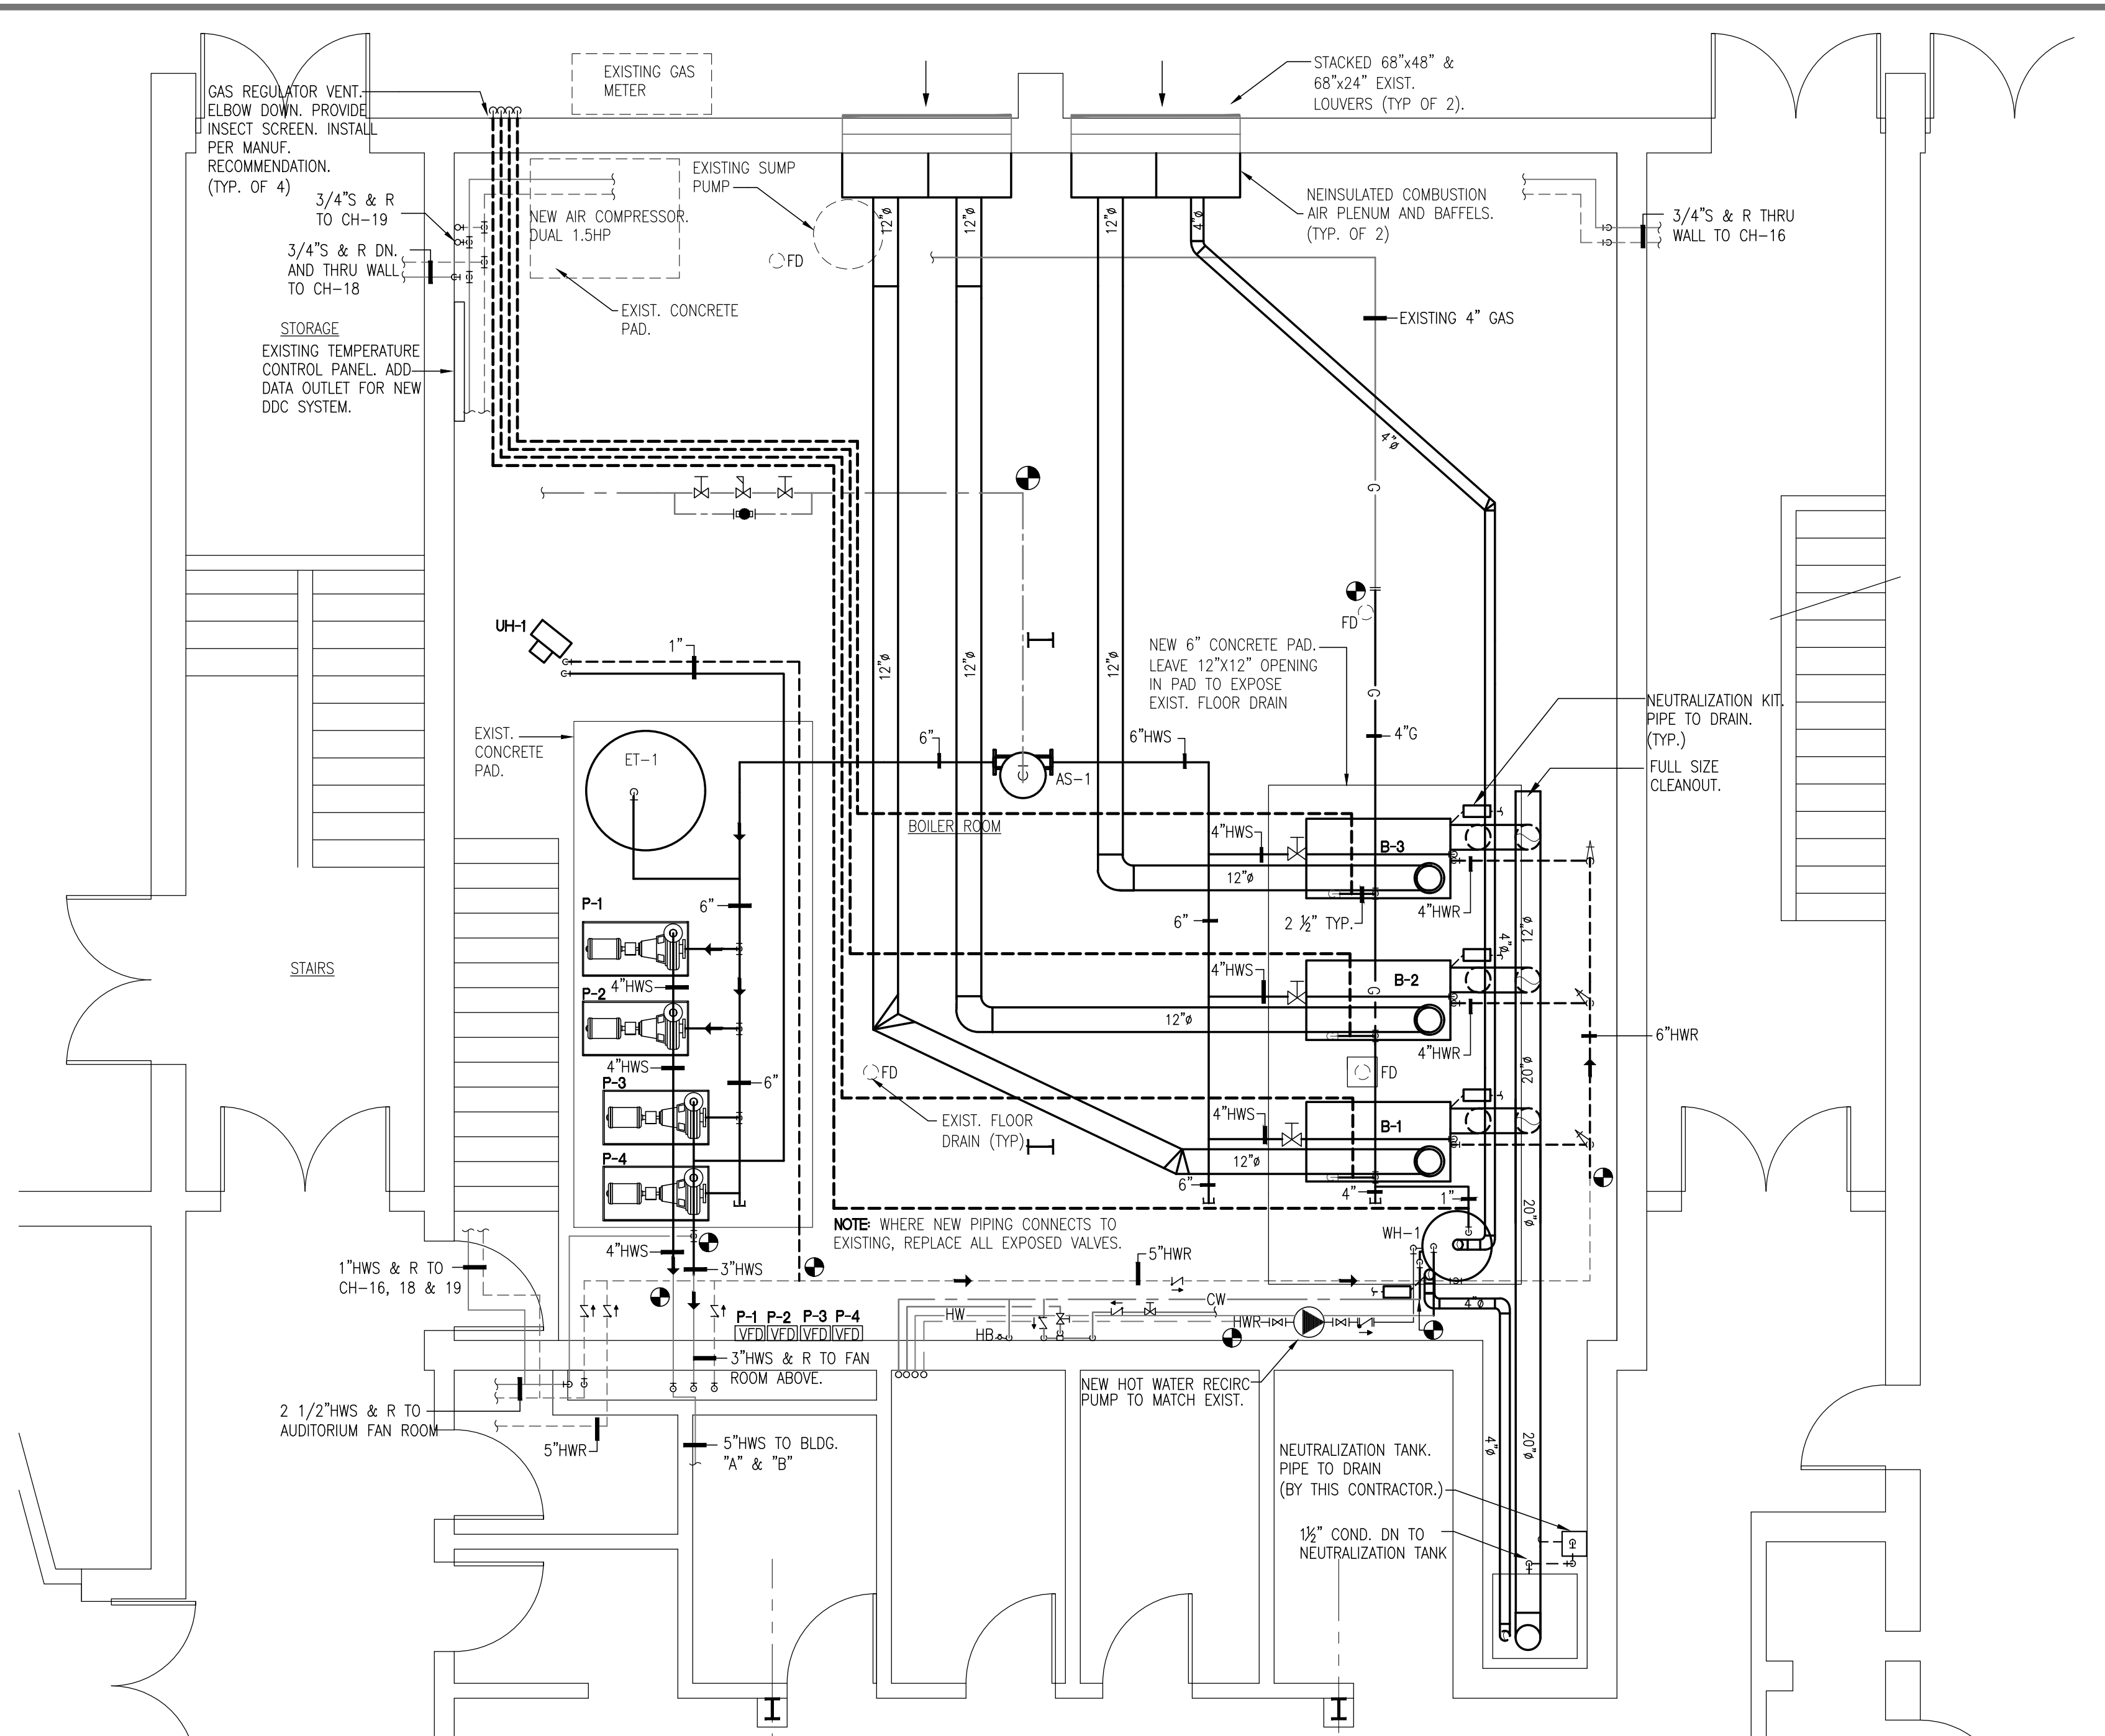 GAS REGULATOR VENT.
ELBOW DOWN. PROVIDE
INSECT SCREEN. INSTALL
PER MANUF.
RECOMMENDATION.
(TYP. OF 4)
EXISTING GAS
METER
STACKED 68"x48" &
68"x24" EXIST.
LOUVERS (TYP OF 2).
3/4"S & R
TO CH-19
3/4"S & R DN.
AND THRU WALL
TO CH-18
NEW AIR COMPRESSOR.
DUAL 1.5HP
EXISTING SUMP
PUMP
FD
12"ø
12"ø
12"ø
4"ø
NEINSULATED COMBUSTION
AIR PLENUM AND BAFFELS.
(TYP. OF 2)
3/4"S & R THRU
WALL TO CH-16
EXIST. CONCRETE
PAD.
EXISTING 4" GAS
STORAGE
EXISTING TEMPERATURE
CONTROL PANEL. ADD
DATA OUTLET FOR NEW
DDC SYSTEM.
4"ø
G
FD
UH-1
1"
12"ø
12"ø
12"ø
NEW 6" CONCRETE PAD.
LEAVE 12"X12" OPENING
IN PAD TO EXPOSE
EXIST. FLOOR DRAIN
G
NEUTRALIZATION KIT.
PIPE TO DRAIN.
(TYP.)
EXIST.
CONCRETE
PAD.
ET-1
6"
6"HWS
4"G
AS-1
FULL SIZE
CLEANOUT.
BOILER ROOM
4"HWS
B-3
12"ø
P-1
6"
6"
2 ½" TYP.
4"HWR
4"ø
12"ø
STAIRS
4"HWS
P-2
4"HWS
B-2
G
12"ø
4"HWR
6"HWR
4"HWS
P-3
6"
FD
FD
20"ø
EXIST. FLOOR
DRAIN (TYP)
4"HWS
B-1
12"ø
P-4
6"
4"
1"
20"ø
NOTE: WHERE NEW PIPING CONNECTS TO
EXISTING, REPLACE ALL EXPOSED VALVES.
WH-1
4"HWS
3"HWS
5"HWR
1"HWS & R TO
CH-16, 18 & 19
CW
4"ø
HW
P-1 P-2 P-3 P-4
VFD VFD VFD VFD
HB
HWR
3"HWS & R TO FAN
ROOM ABOVE.
NEW HOT WATER RECIRC
PUMP TO MATCH EXIST.
2 1/2"HWS & R TO
AUDITORIUM FAN ROOM
5"HWR
5"HWS TO BLDG.
"A" & "B"
NEUTRALIZATION TANK.
PIPE TO DRAIN
(BY THIS CONTRACTOR.)
4"ø
20"ø
1½" COND. DN TO
NEUTRALIZATION TANK